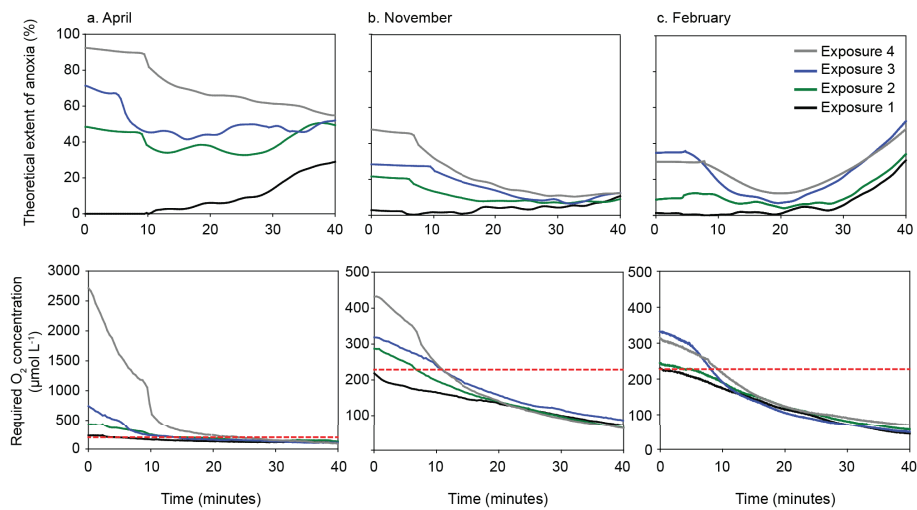 a. April
b. November
c. February
Theoretical extent of anoxia (%)
100
80
60
40
20
0
0 10 20 30 40
0 10 20 30 40
0 10 20 30 40
Exposure 4
Exposure 3
Exposure 2
Exposure 1
Required O₂ concentration
(μmol L⁻¹)
3000
2500
2000
1500
1000
500
0
0 10 20 30 40
500
400
300
200
100
0 10 20 30 40
500
400
300
200
100
0
0 10 20 30 40
Time (minutes)
Time (minutes)
Time (minutes)